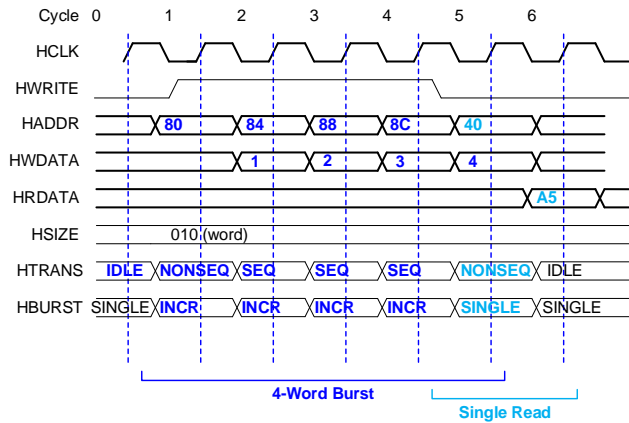 Cycle 0 1 2 3 4 5 6
HCLK
HWRITE
HADDR 80 84 88 8C 40
HWDATA 1 2 3 4
HRDATA A5
HSIZE 010 (word)
HTRANS IDLE NONSEQ SEQ SEQ SEQ NONSEQ IDLE
HBURST SINGLE INCR INCR INCR INCR SINGLE SINGLE
4-Word Burst
Single Read